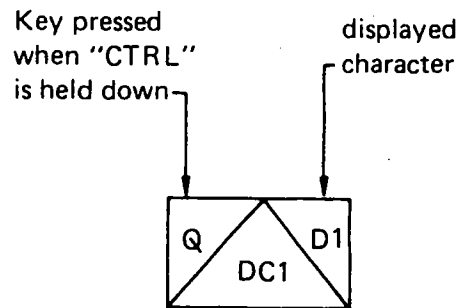 Key pressed
when "CTRL"
is held down
displayed
character
Q
D1
DC1